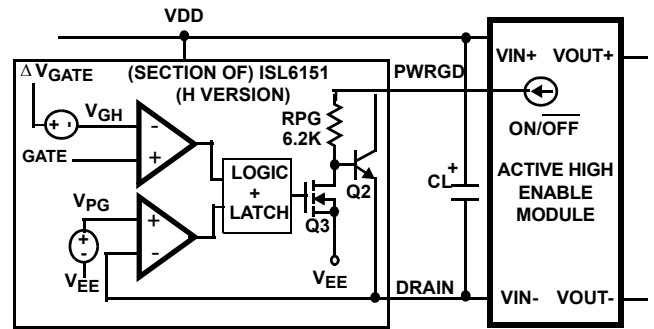 VDD
VIN+ VOUT+
Δ VGATE
(SECTION OF) ISL6151
(H VERSION)
PWRGD
VGH
RPG
6.2K
ON/OFF
GATE
-
+
LOGIC
+
LATCH
Q2
CL
+
ACTIVE HIGH
ENABLE
MODULE
VPG
+
-
Q3
+
-
VEE
VEE
DRAIN
VIN- VOUT-